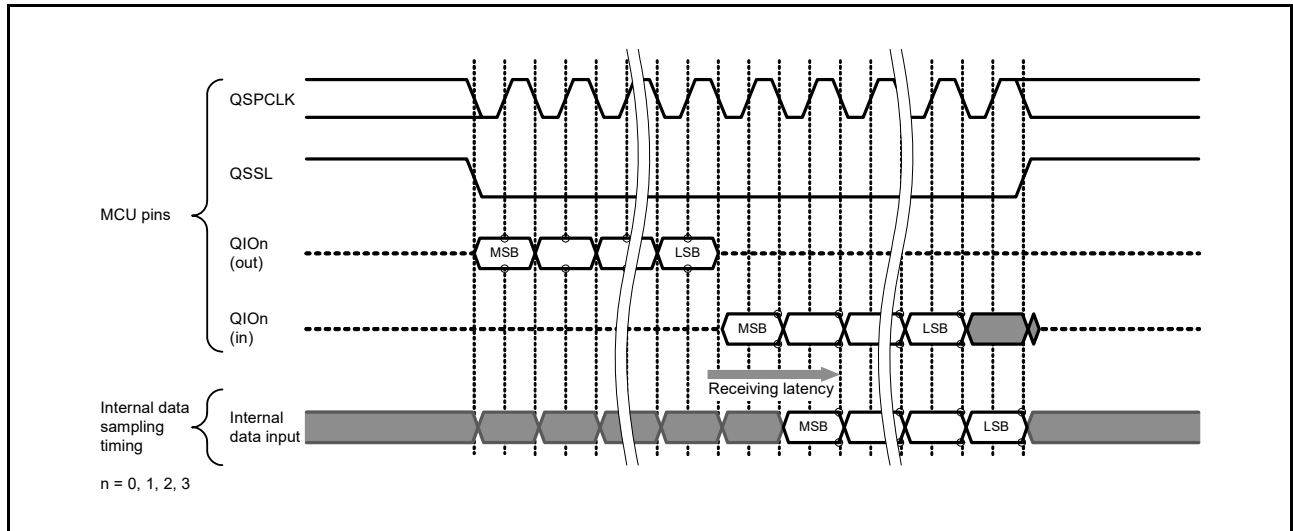 QSPCLK
QSSL
MCU pins
QIOn
(out)
MSB
LSB
QIOn
(in)
MSB
LSB
Receiving latency
Internal data
sampling
timing
Internal
data input
MSB
LSB
n = 0, 1, 2, 3